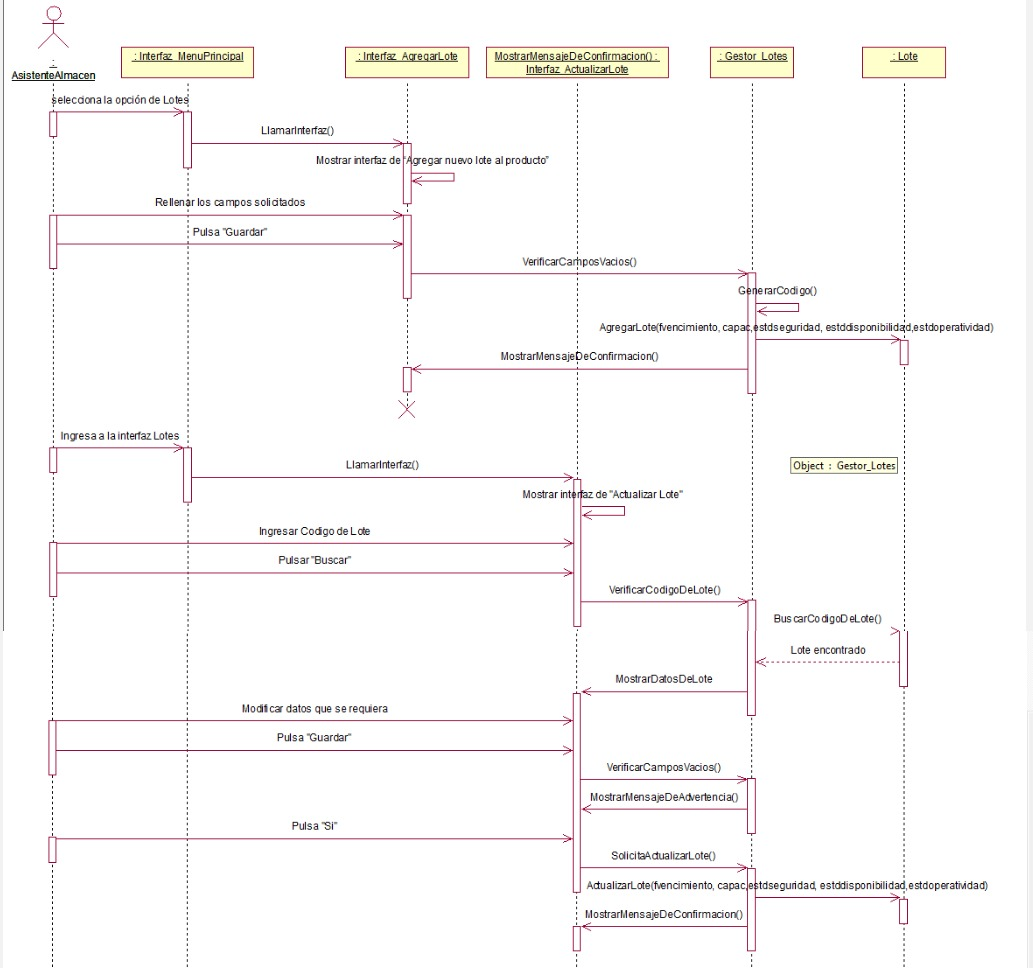 :
AsistenteAlmacen
: Interfaz_MenuPrincipal
: Interfaz_AgregarLote
MostrarMensajeDeConfirmacion() :
Interfaz_ActualizarLote
: Gestor_Lotes
: Lote
selecciona la opción de Lotes
LlamarInterfaz()
Mostrar interfaz de "Agregar nuevo lote al producto"
Rellenar los campos solicitados
Pulsa "Guardar"
VerificarCamposVacios()
GenerarCodigo()
AgregarLote(fvencimiento, capac,estdseguridad, estddisponibilidad,estdoperatividad)
MostrarMensajeDeConfirmacion()
Ingresa a la interfaz Lotes
LlamarInterfaz()
Object : Gestor_Lotes
Mostrar interfaz de "Actualizar Lote"
Ingresar Codigo de Lote
Pulsar "Buscar"
VerificarCodigoDeLote()
BuscarCodigoDeLote()
Lote encontrado
MostrarDatosDeLote
Modificar datos que se requiera
Pulsa "Guardar"
VerificarCamposVacios()
MostrarMensajeDeAdvertencia()
Pulsa "Si"
SolicitaActualizarLote()
ActualizarLote(fvencimiento, capac,estdseguridad, estddisponibilidad,estdoperatividad)
MostrarMensajeDeConfirmacion()